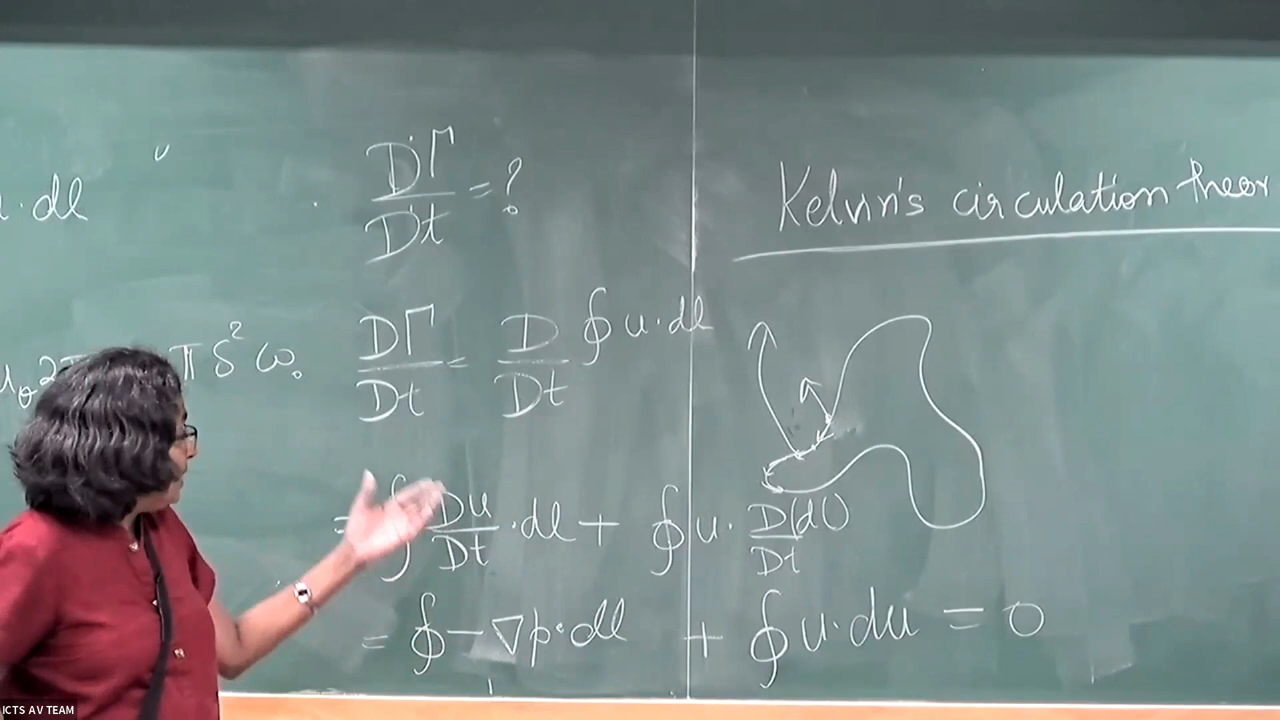 . dl
DΓ/Dt = ?
Kelvin's circulation theor
u_θ 2π
π δ² ω₀
DΓ/Dt = D/Dt ∮ u · dl
= ∮ Du/Dt · dl + ∮ u · D(dl)/Dt
= ∮ − ∇p · dl + ∮ u · du = 0
ICTS AV TEAM